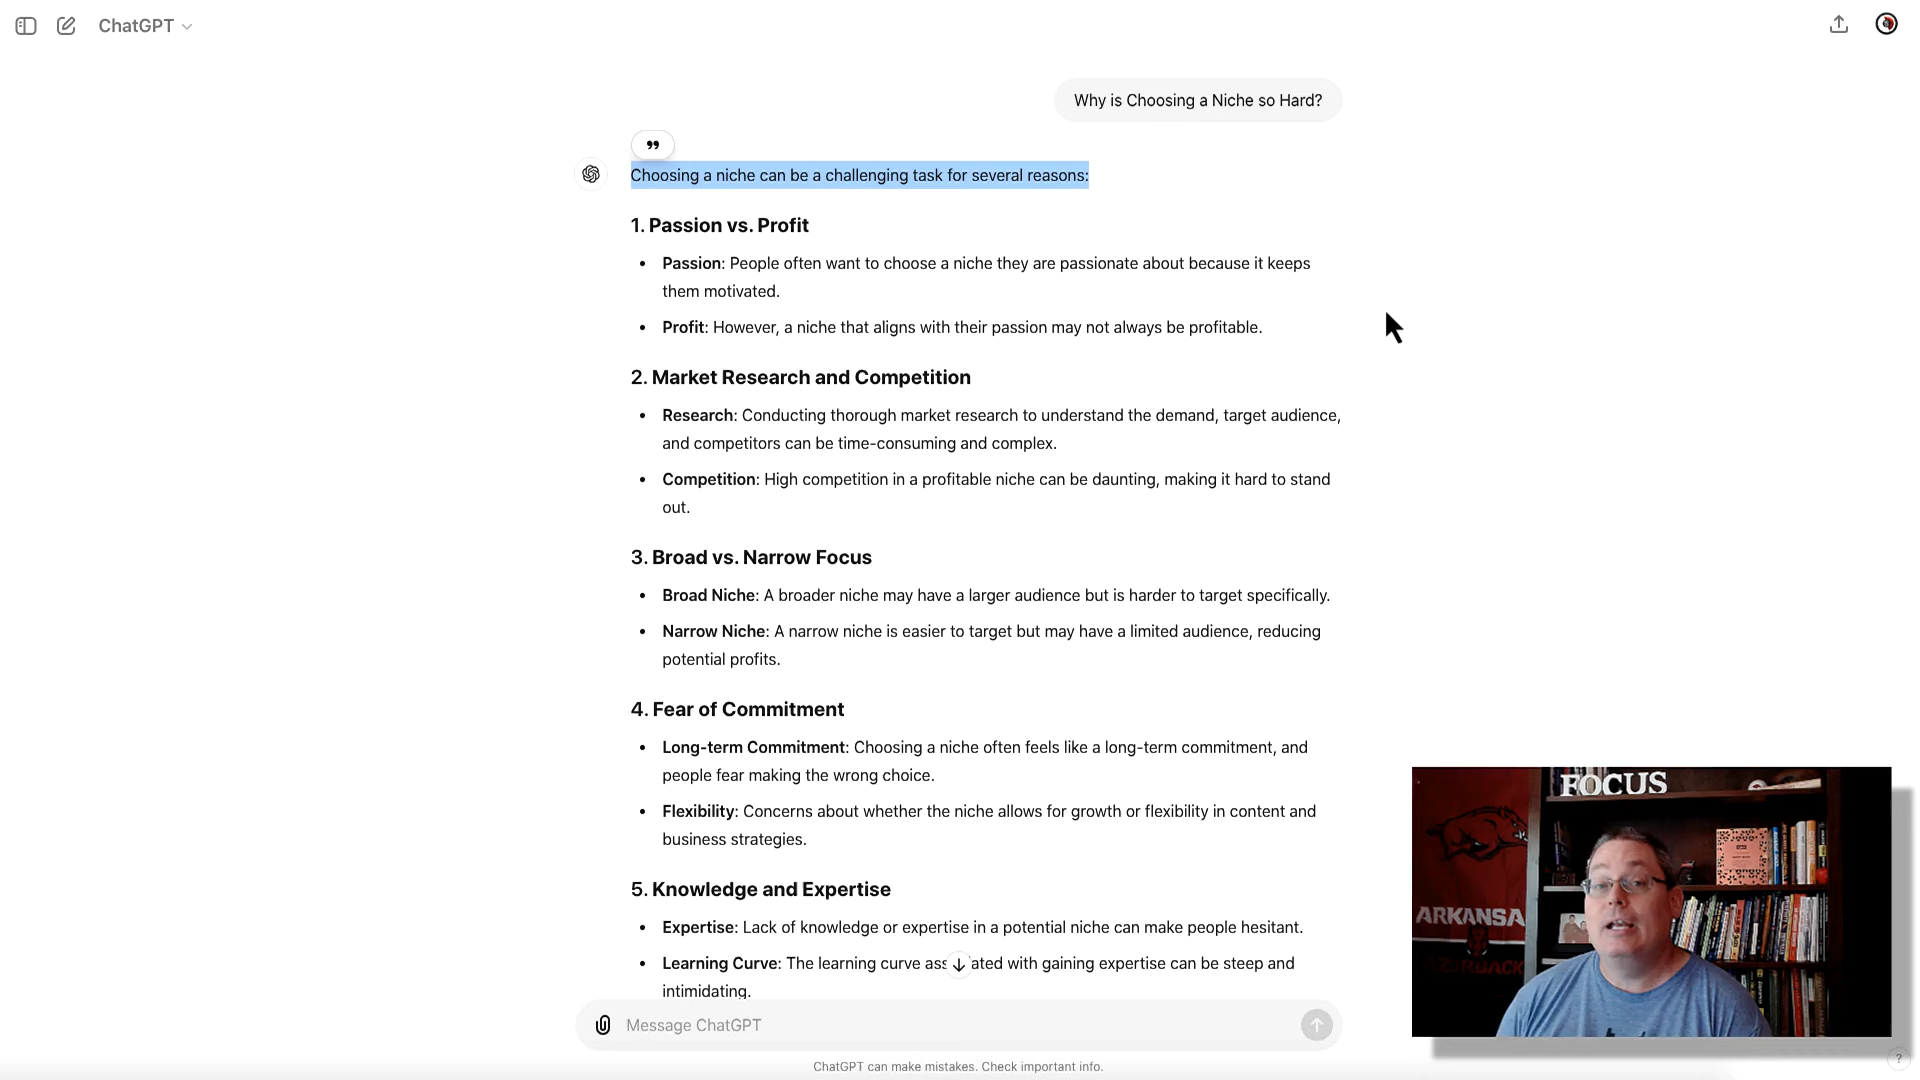 ChatGPT
Why is Choosing a Niche so Hard?
Choosing a niche can be a challenging task for several reasons:
1. Passion vs. Profit
• Passion: People often want to choose a niche they are passionate about because it keeps
them motivated.
• Profit: However, a niche that aligns with their passion may not always be profitable.
2. Market Research and Competition
• Research: Conducting thorough market research to understand the demand, target audience,
and competitors can be time-consuming and complex.
• Competition: High competition in a profitable niche can be daunting, making it hard to stand
out.
3. Broad vs. Narrow Focus
• Broad Niche: A broader niche may have a larger audience but is harder to target specifically.
• Narrow Niche: A narrow niche is easier to target but may have a limited audience, reducing
potential profits.
4. Fear of Commitment
• Long-term Commitment: Choosing a niche often feels like a long-term commitment, and
people fear making the wrong choice.
• Flexibility: Concerns about whether the niche allows for growth or flexibility in content and
business strategies.
5. Knowledge and Expertise
• Expertise: Lack of knowledge or expertise in a potential niche can make people hesitant.
• Learning Curve: The learning curve ass ated with gaining expertise can be steep and
intimidating.
Message ChatGPT
ChatGPT can make mistakes. Check important info.
?
FOCUS
ARKANSA